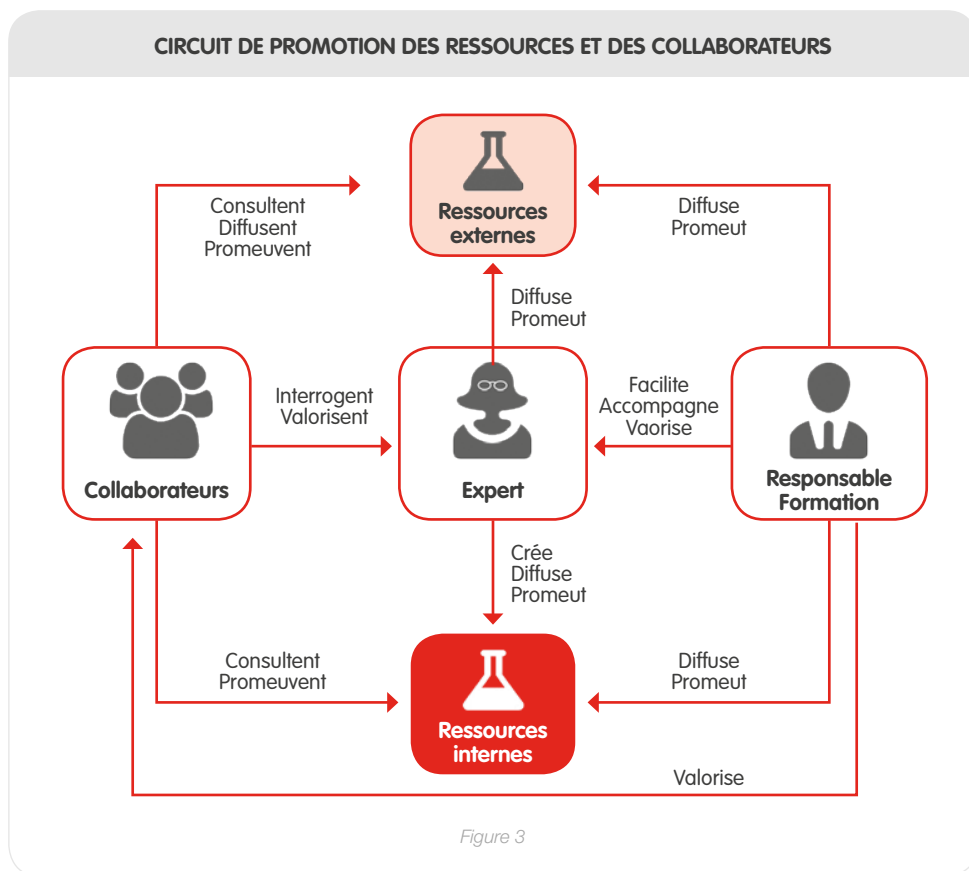 CIRCUIT DE PROMOTION DES RESSOURCES ET DES COLLABORATEURS
Ressources
externes
Consultent
Diffusent
Promeuvent
Diffuse
Promeut
Diffuse
Promeut
Collaborateurs
Interrogent
Valorisent
Expert
Facilite
Accompagne
Vaorise
Responsable
Formation
Crée
Diffuse
Promeut
Consultent
Promeuvent
Ressources
internes
Diffuse
Promeut
Valorise
Figure 3